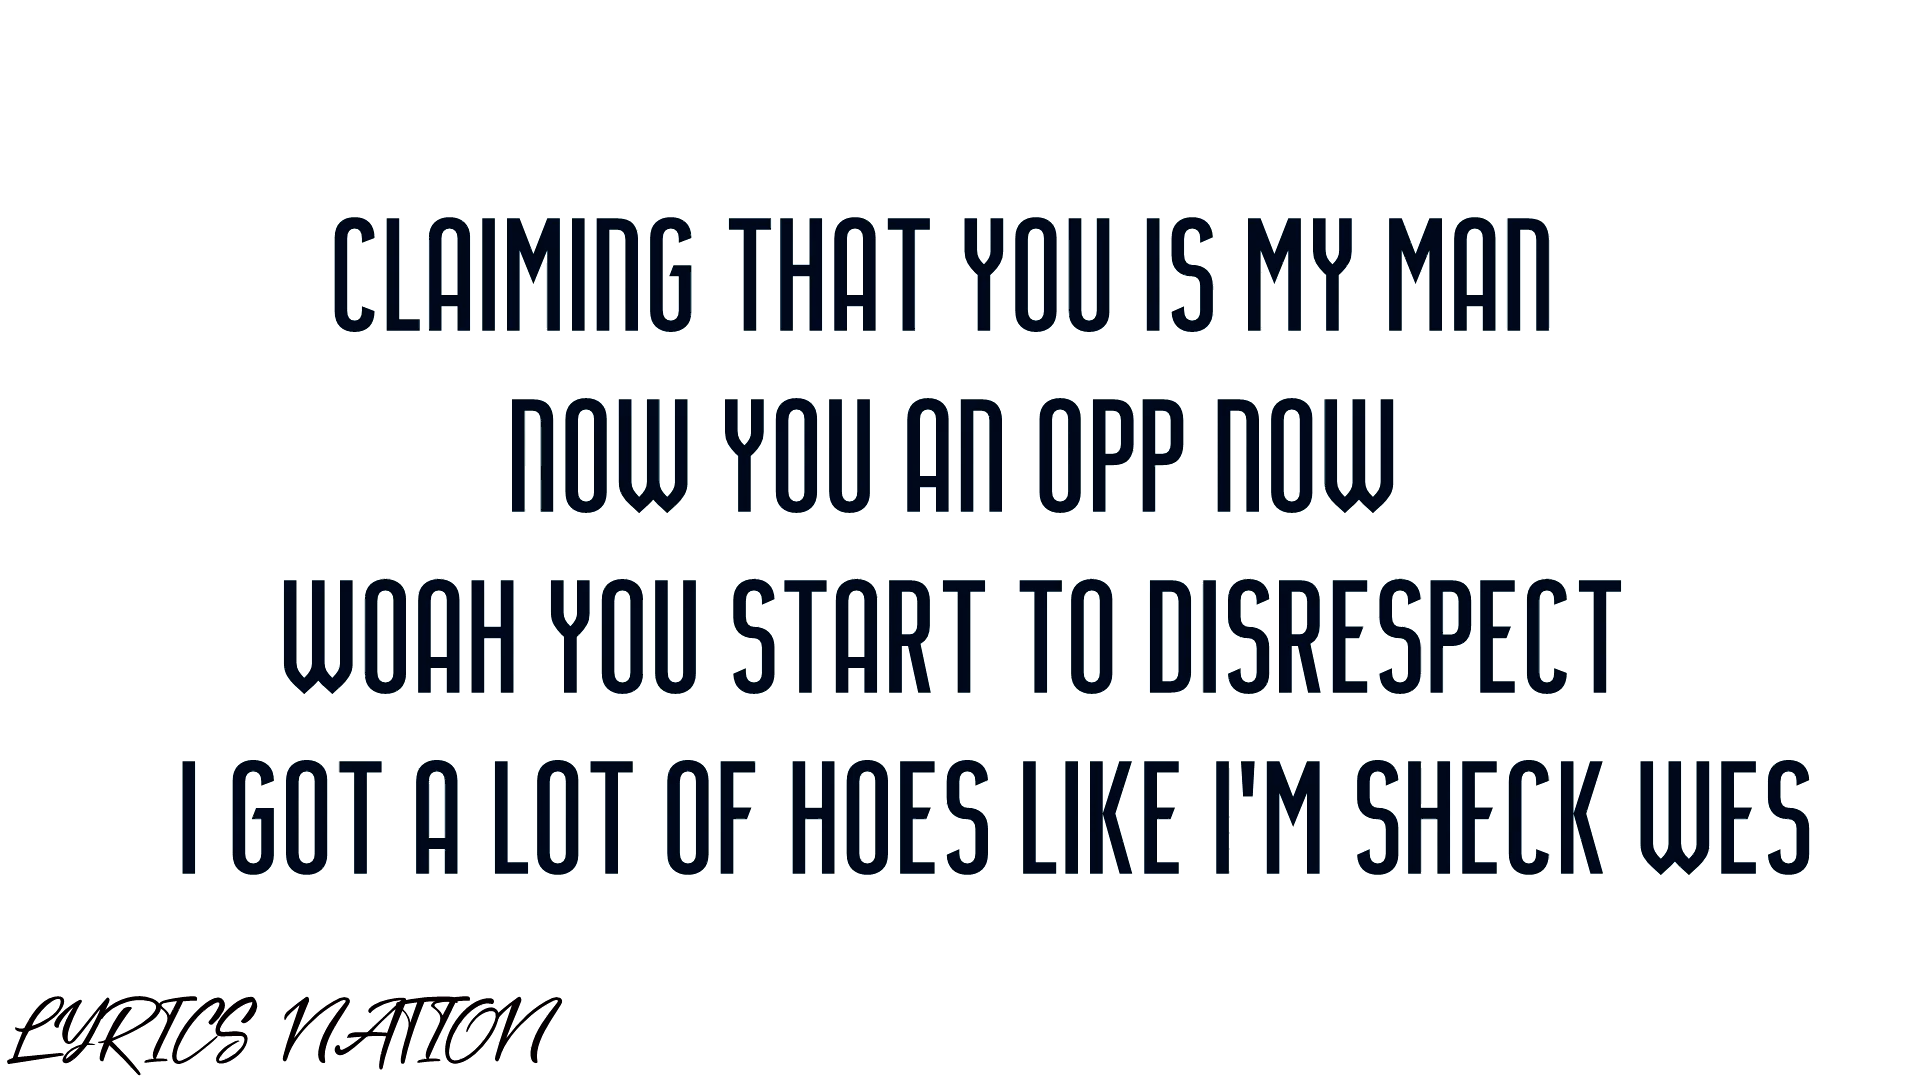 CLAIMING THAT YOU IS MY MAN
NOW YOU AN OPP NOW
WOAH YOU START TO DISRESPECT
I GOT A LOT OF HOES LIKE I'M SHECK WES
LYRICS NATION